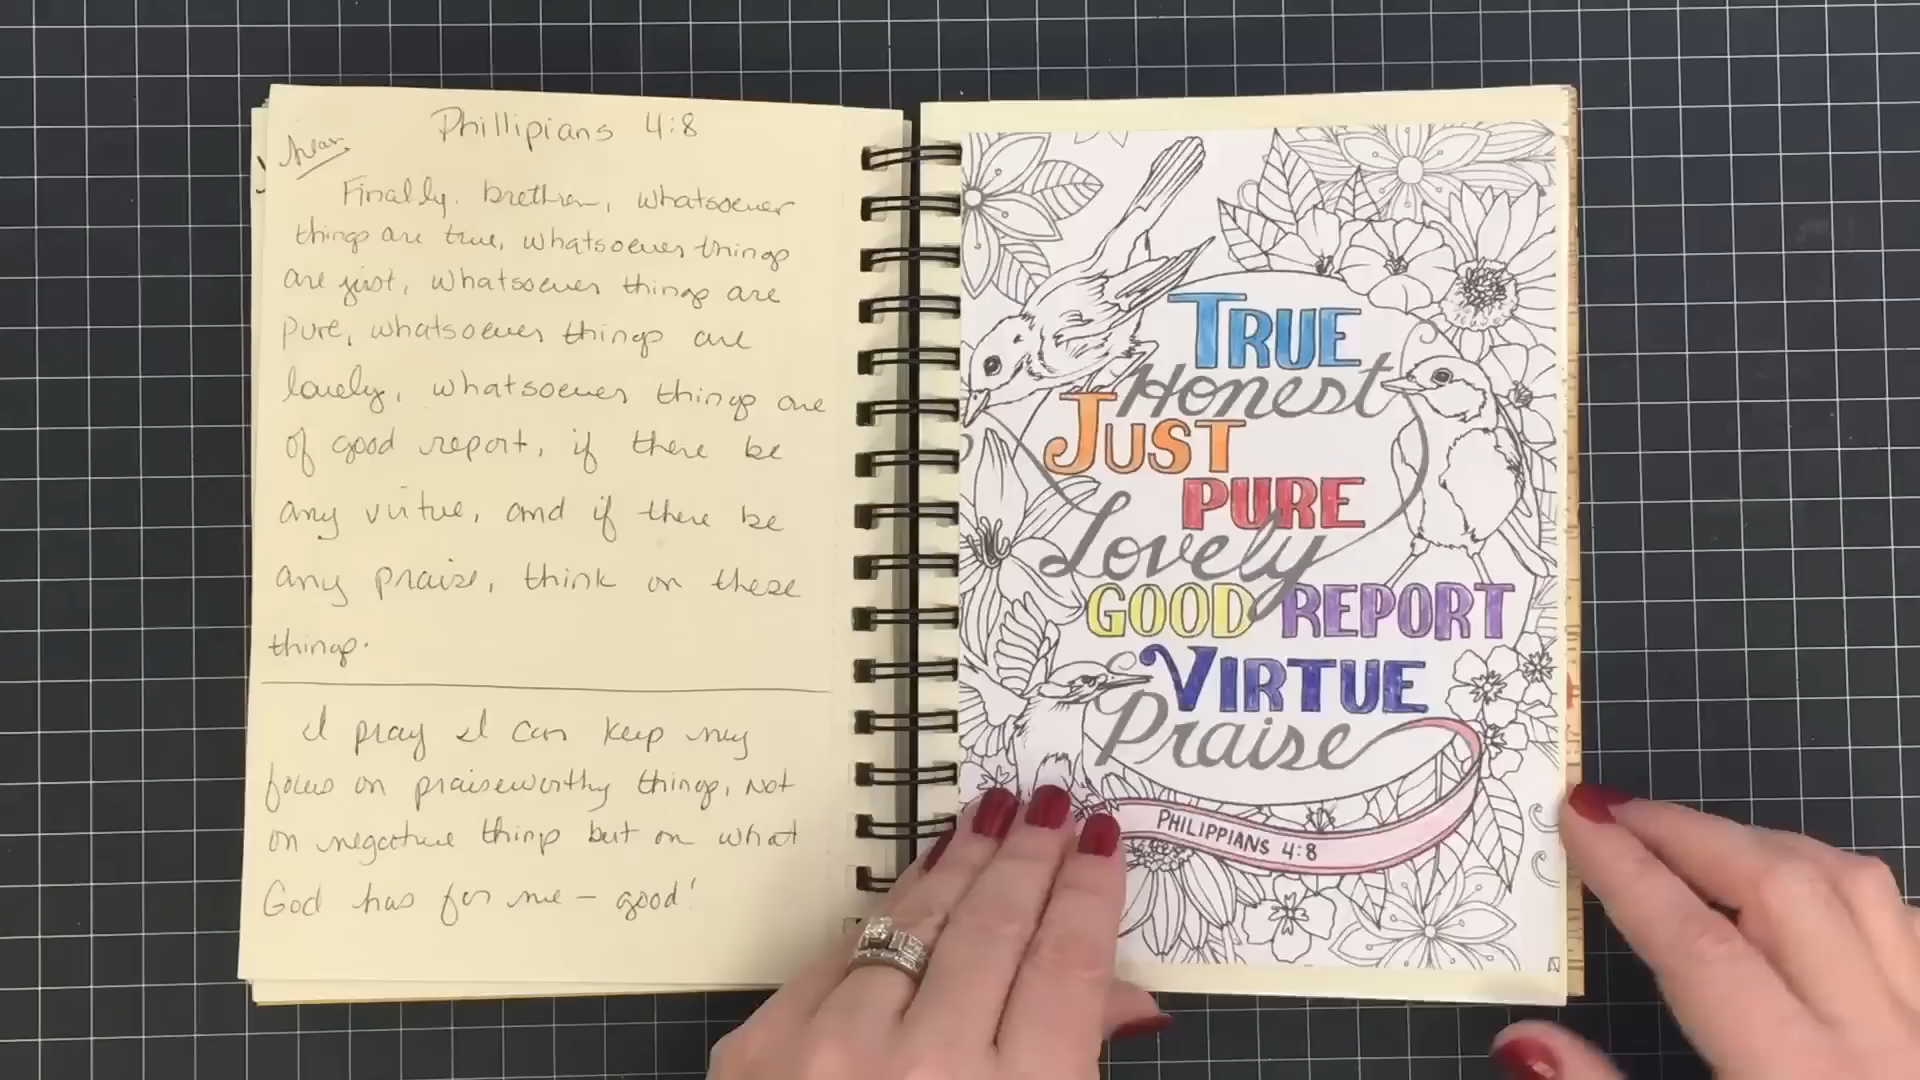 Phillipians 4:8
Finally, brethren, whatsoever
things are true, whatsoever things
are just, whatsoever things are
pure, whatsoever things are
lovely, whatsoever things are
of good report, if there be
any virtue, and if there be
any praise, think on these
things.
I pray I can keep my
focus on praiseworthy things, not
on negative things but on what
God has for me – good!
TRUE
Honest
JUST
PURE
Lovely
GOOD REPORT
VIRTUE
Praise
PHILIPPIANS 4:8